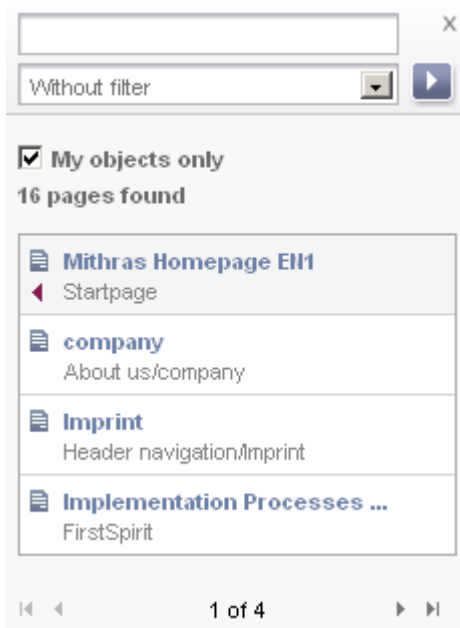 x
Without filter
My objects only
16 pages found
Mithras Homepage EN1
Startpage
company
About us/company
Imprint
Header navigation/Imprint
Implementation Processes ...
FirstSpirit
1 of 4